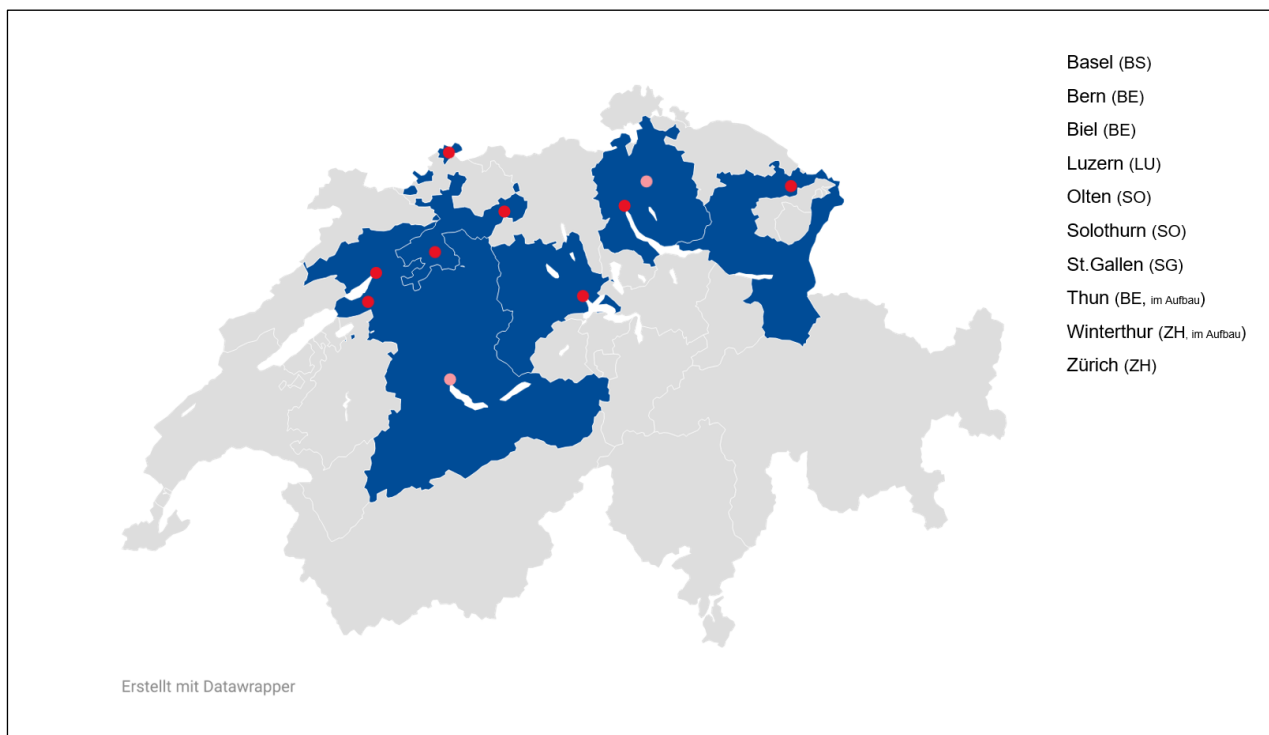 Basel (BS)
Bern (BE)
Biel (BE)
Luzern (LU)
Olten (SO)
Solothurn (SO)
St.Gallen (SG)
Thun (BE, im Aufbau)
Winterthur (ZH, im Aufbau)
Zürich (ZH)
Erstellt mit Datawrapper